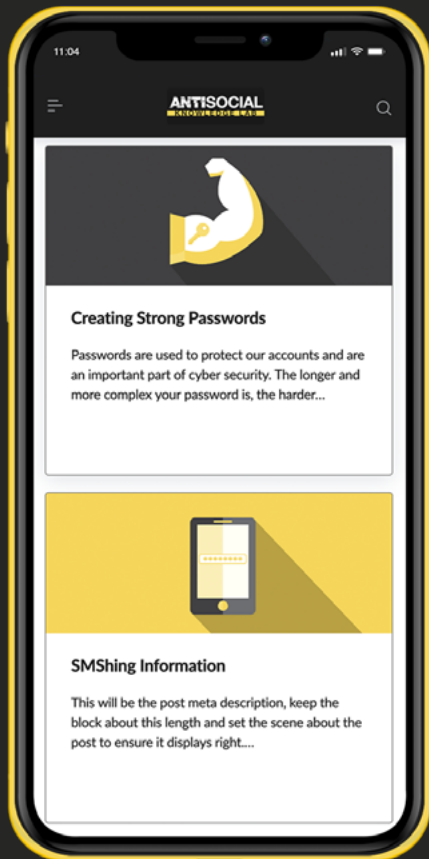 11:04
ANTISOCIAL
KNOWLEDGE LAB
Creating Strong Passwords
Passwords are used to protect our accounts and are
an important part of cyber security. The longer and
more complex your password is, the harder...
SMShing Information
This will be the post meta description, keep the
block about this length and set the scene about the
post to ensure it displays right....